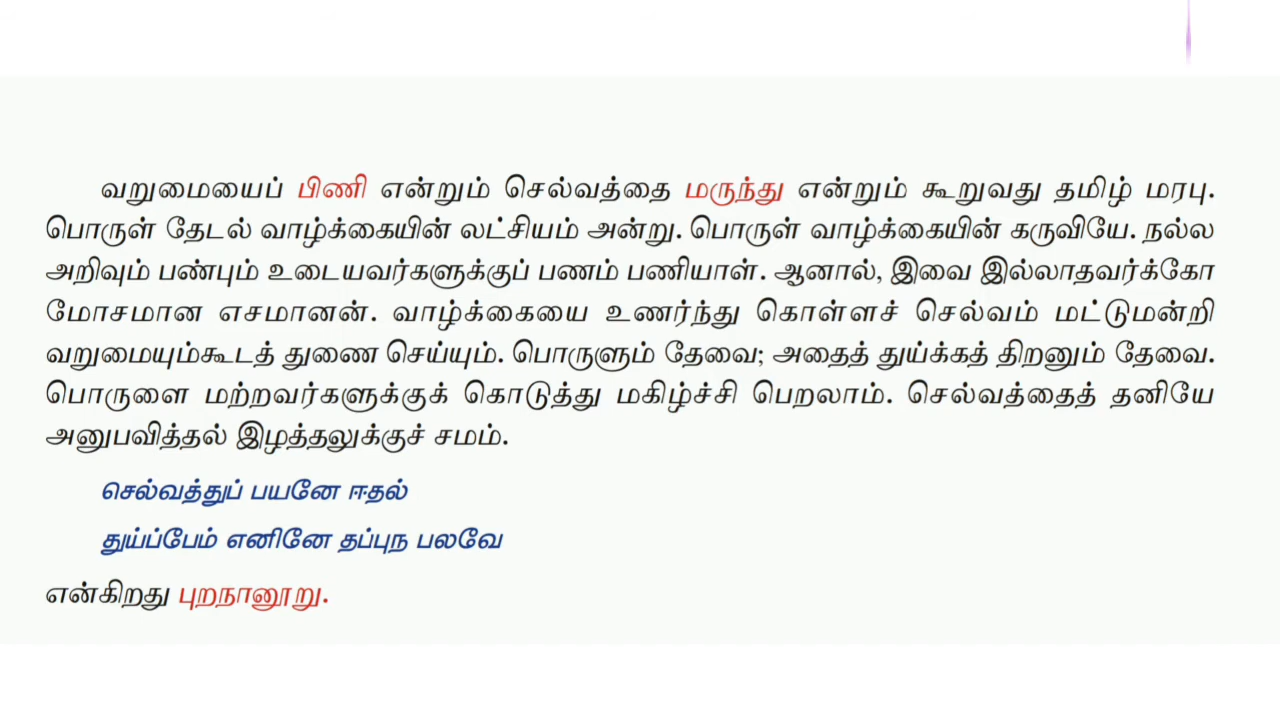 வறுமையைப் பிணி என்றும் செல்வத்தை மருந்து என்றும் கூறுவது தமிழ் மரபு.
பொருள் தேடல் வாழ்க்கையின் லட்சியம் அன்று. பொருள் வாழ்க்கையின் கருவியே. நல்ல
அறிவும் பண்பும் உடையவர்களுக்குப் பணம் பணியாள். ஆனால், இவை இல்லாதவர்க்கோ
மோசமான எசமானன். வாழ்க்கையை உணர்ந்து கொள்ளச் செல்வம் மட்டுமன்றி
வறுமையும்கூடத் துணை செய்யும். பொருளும் தேவை; அதைத் துய்க்கத் திறனும் தேவை.
பொருளை மற்றவர்களுக்குக் கொடுத்து மகிழ்ச்சி பெறலாம். செல்வத்தைத் தனியே
அனுபவித்தல் இழத்தலுக்குச் சமம்.
செல்வத்துப் பயனே ஈதல்
துய்ப்பேம் எனினே தப்புந பலவே
என்கிறது புறநானூறு.